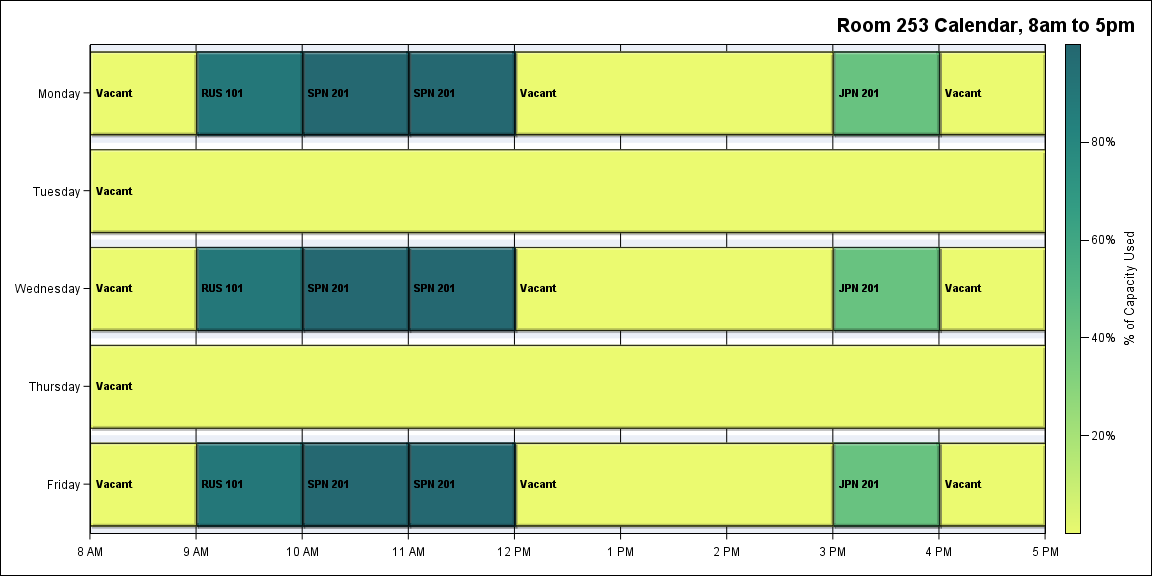 Room 253 Calendar, 8am to 5pm
Monday
Vacant
RUS 101
SPN 201
SPN 201
Vacant
JPN 201
Vacant
Tuesday
Vacant
Wednesday
Vacant
RUS 101
SPN 201
SPN 201
Vacant
JPN 201
Vacant
Thursday
Vacant
Friday
Vacant
RUS 101
SPN 201
SPN 201
Vacant
JPN 201
Vacant
8 AM
9 AM
10 AM
11 AM
12 PM
1 PM
2 PM
3 PM
4 PM
5 PM
80%
60%
40%
20%
% of Capacity Used